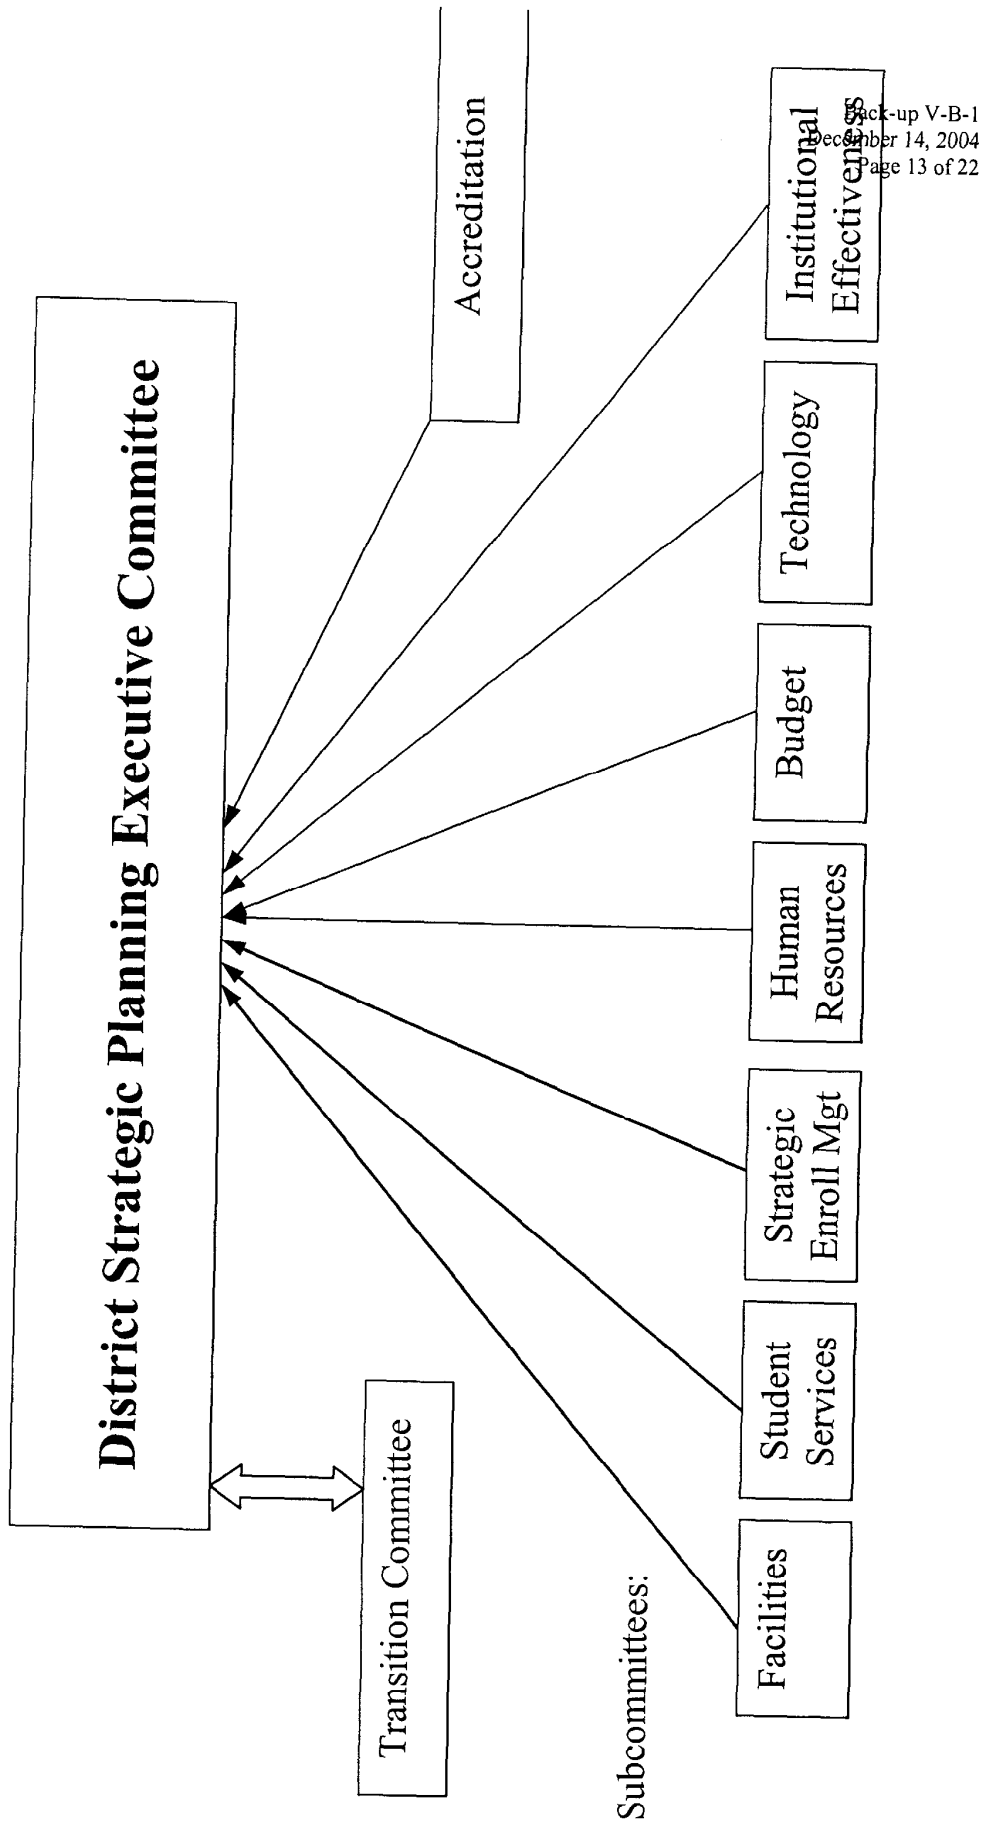 Back-up V-B-1
December 14, 2004
Page 13 of 22
District Strategic Planning Executive Committee
Transition Committee
Accreditation
Subcommittees:
Facilities
Student
Services
Strategic
Enroll Mgt
Human
Resources
Budget
Technology
Institutional
Effectiveness